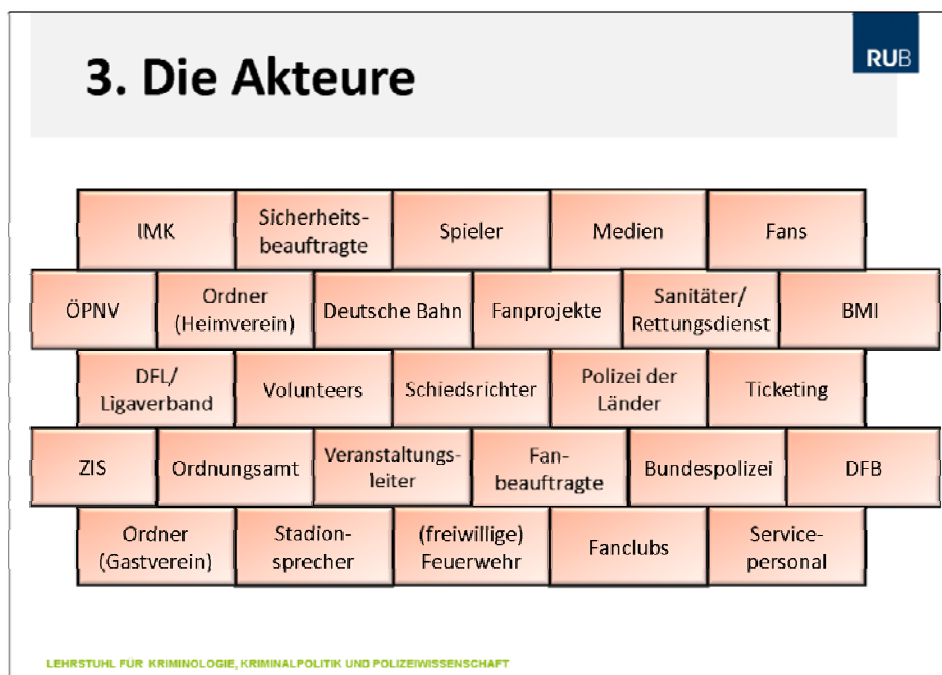 3. Die Akteure
RUB
IMK
Sicherheits-
beauftragte
Spieler
Medien
Fans
ÖPNV
Ordner
(Heimverein)
Deutsche Bahn
Fanprojekte
Sanitäter/
Rettungsdienst
BMI
DFL/
Ligaverband
Volunteers
Schiedsrichter
Polizei der
Länder
Ticketing
ZIS
Ordnungsamt
Veranstaltungs-
leiter
Fan-
beauftragte
Bundespolizei
DFB
Ordner
(Gastverein)
Stadion-
sprecher
(freiwillige)
Feuerwehr
Fanclubs
Service-
personal
LEHRSTUHL FÜR KRIMINOLOGIE, KRIMINALPOLITIK UND POLIZEIWISSENSCHAFT